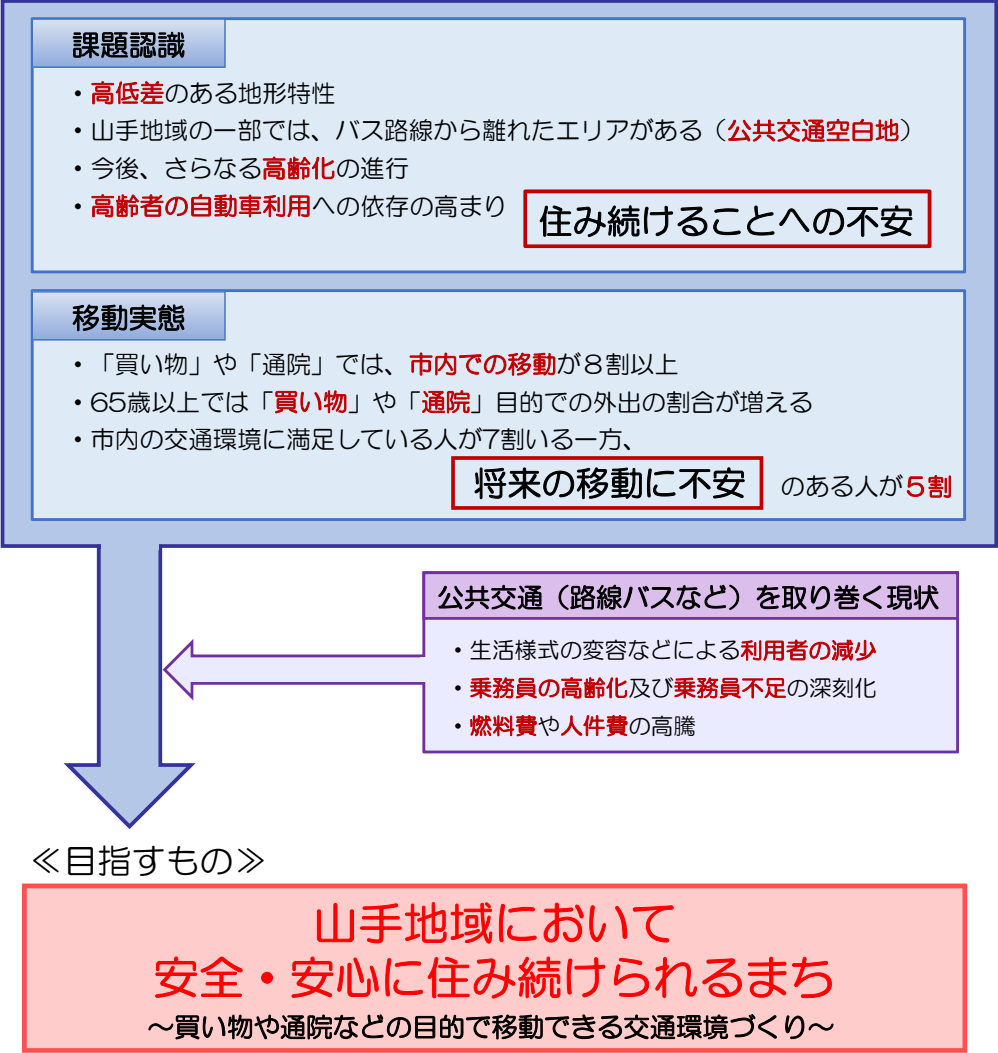 課題認識
・高低差のある地形特性
・山手地域の一部では、バス路線から離れたエリアがある（公共交通空白地）
・今後、さらなる高齢化の進行
・高齢者の自動車利用への依存の高まり
住み続けることへの不安
移動実態
・「買い物」や「通院」では、市内での移動が８割以上
・65歳以上では「買い物」や「通院」目的での外出の割合が増える
・市内の交通環境に満足している人が7割いる一方、
将来の移動に不安 のある人が５割
公共交通（路線バスなど）を取り巻く現状
・生活様式の変容などによる利用者の減少
・乗務員の高齢化及び乗務員不足の深刻化
・燃料費や人件費の高騰
≪目指すもの≫
山手地域において
安全・安心に住み続けられるまち
～買い物や通院などの目的で移動できる交通環境づくり～